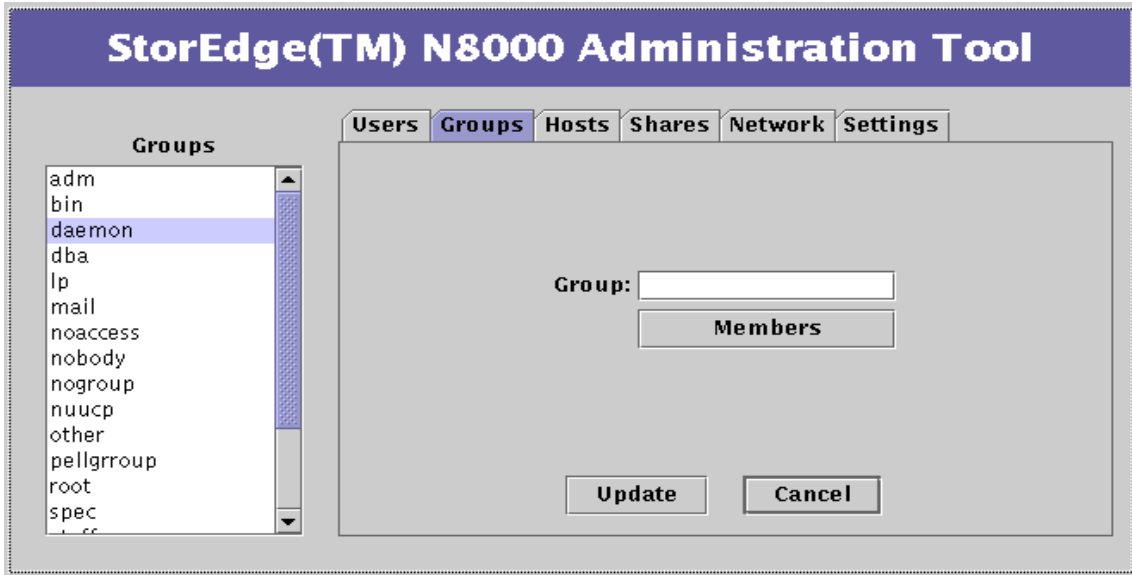 StorEdge(TM) N8000 Administration Tool
Users Groups Hosts Shares Network Settings
Groups
adm
bin
daemon
dba
lp
mail
noaccess
nobody
nogroup
nuucp
other
pellgrroup
root
spec
Group:
Members
Update Cancel